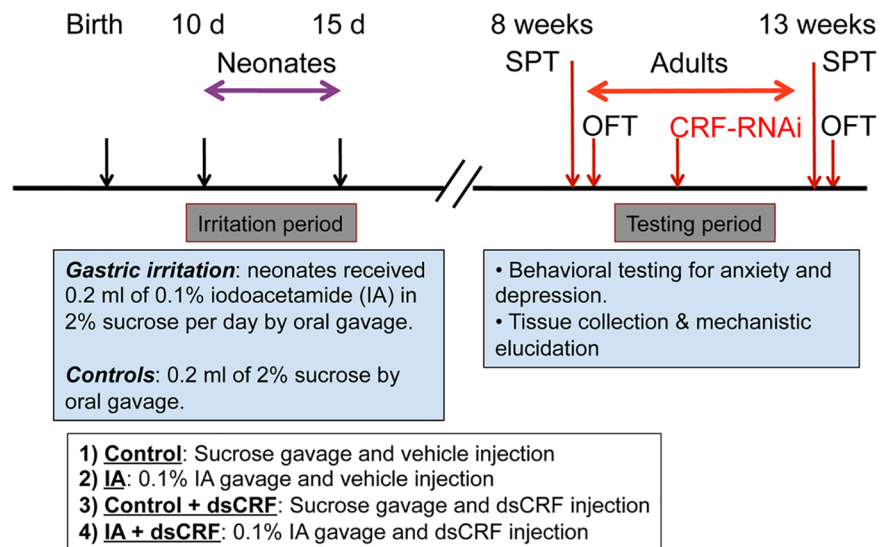 Birth 10 d 15 d 8 weeks 13 weeks
Neonates SPT Adults SPT
OFT CRF-RNAi OFT
Irritation period Testing period
Gastric irritation: neonates received
0.2 ml of 0.1% iodoacetamide (IA) in
2% sucrose per day by oral gavage.
Controls: 0.2 ml of 2% sucrose by
oral gavage.
• Behavioral testing for anxiety and
depression.
• Tissue collection & mechanistic
elucidation
1) Control: Sucrose gavage and vehicle injection
2) IA: 0.1% IA gavage and vehicle injection
3) Control + dsCRF: Sucrose gavage and dsCRF injection
4) IA + dsCRF: 0.1% IA gavage and dsCRF injection